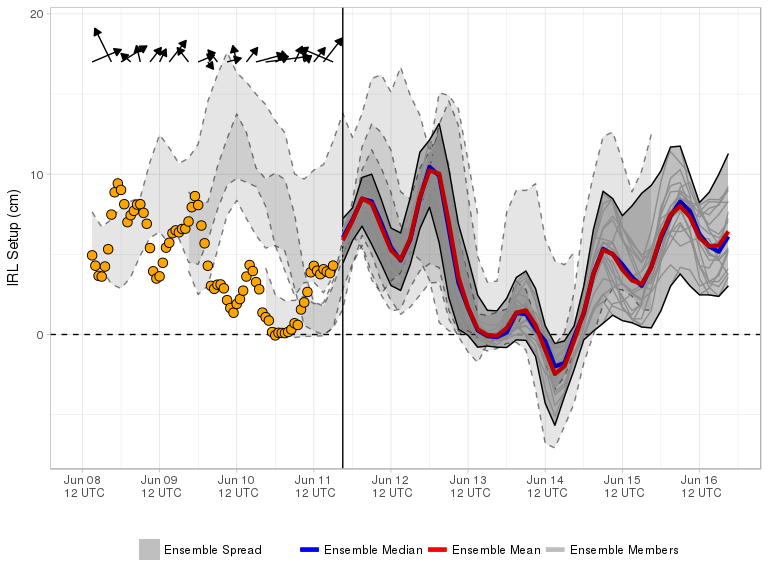 20
10
0
IRL Setup (cm)
Jun 08 Jun 09 Jun 10 Jun 11 Jun 12 Jun 13 Jun 14 Jun 15 Jun 16
12 UTC 12 UTC 12 UTC 12 UTC 12 UTC 12 UTC 12 UTC 12 UTC 12 UTC
Ensemble Spread Ensemble Median Ensemble Mean Ensemble Members